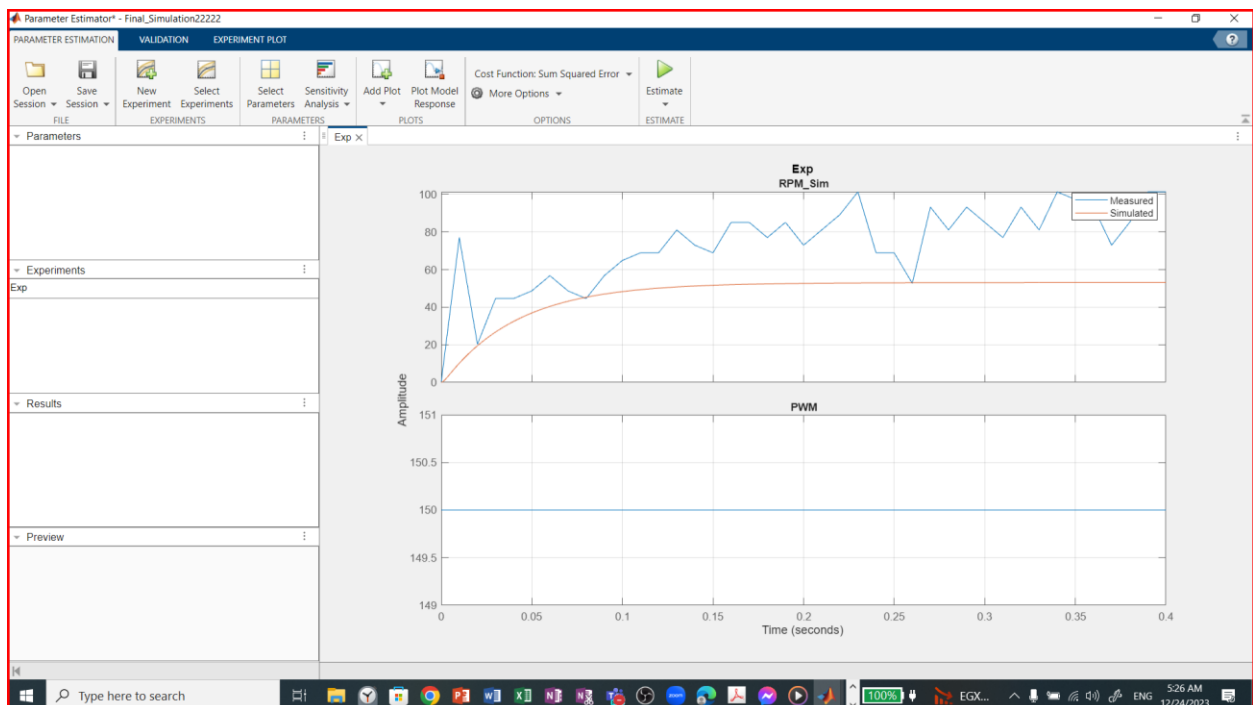 Parameter Estimator* - Final_Simulation22222
PARAMETER ESTIMATION VALIDATION EXPERIMENT PLOT
Open Session
Save Session
New Experiment
Select Experiments
Select Parameters
Sensitivity Analysis
Add Plot
Plot Model Response
Cost Function: Sum Squared Error
More Options
Estimate
FILE EXPERIMENTS PARAMETERS PLOTS OPTIONS ESTIMATE
Parameters
Experiments
Exp
Results
Preview
Exp
Exp
RPM_Sim
Measured
Simulated
100
80
60
40
20
0
Amplitude
PWM
151
150.5
150
149.5
149
0 0.05 0.1 0.15 0.2 0.25 0.3 0.35 0.4
Time (seconds)
Type here to search
100%
EGX...
ENG
5:26 AM
12/24/2023